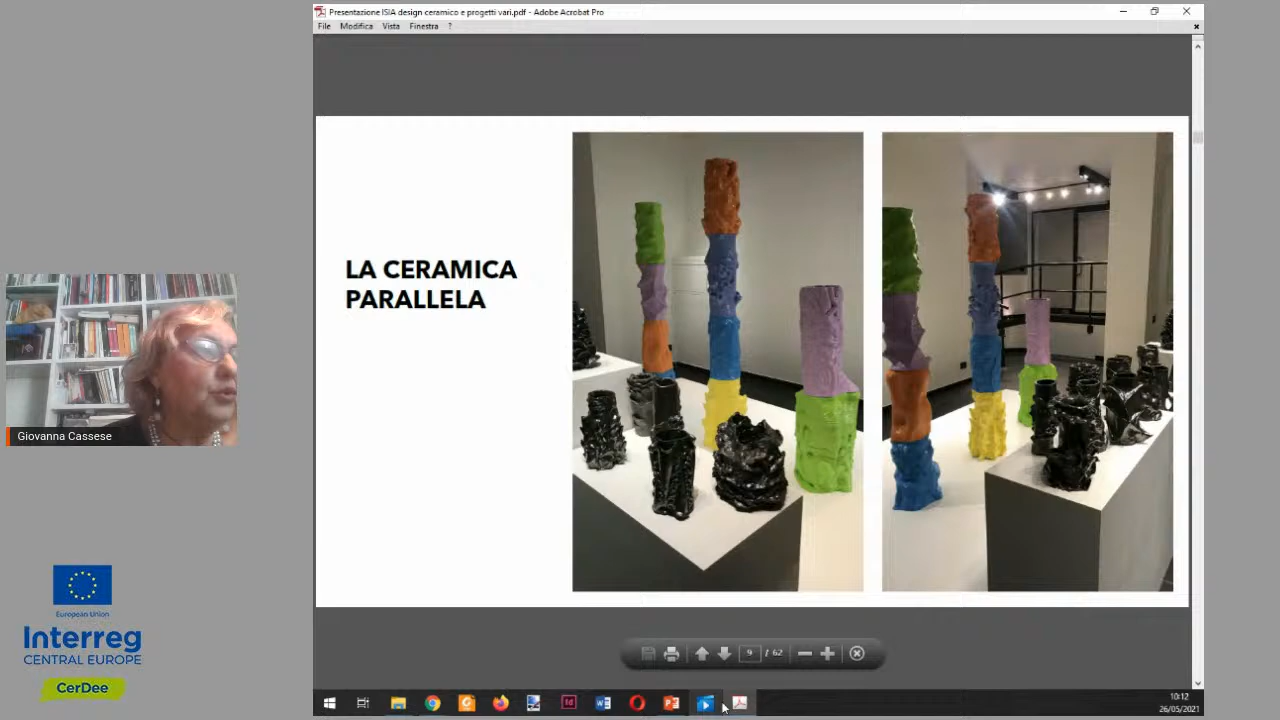 Presentazione ISIA design ceramico e progetti vari.pdf - Adobe Acrobat Pro
File Modifica Vista Finestra ?
LA CERAMICA
PARALLELA
Giovanna Cassese
European Union
Interreg
CENTRAL EUROPE
CerDee
9 / 62
10:12
26/05/2021